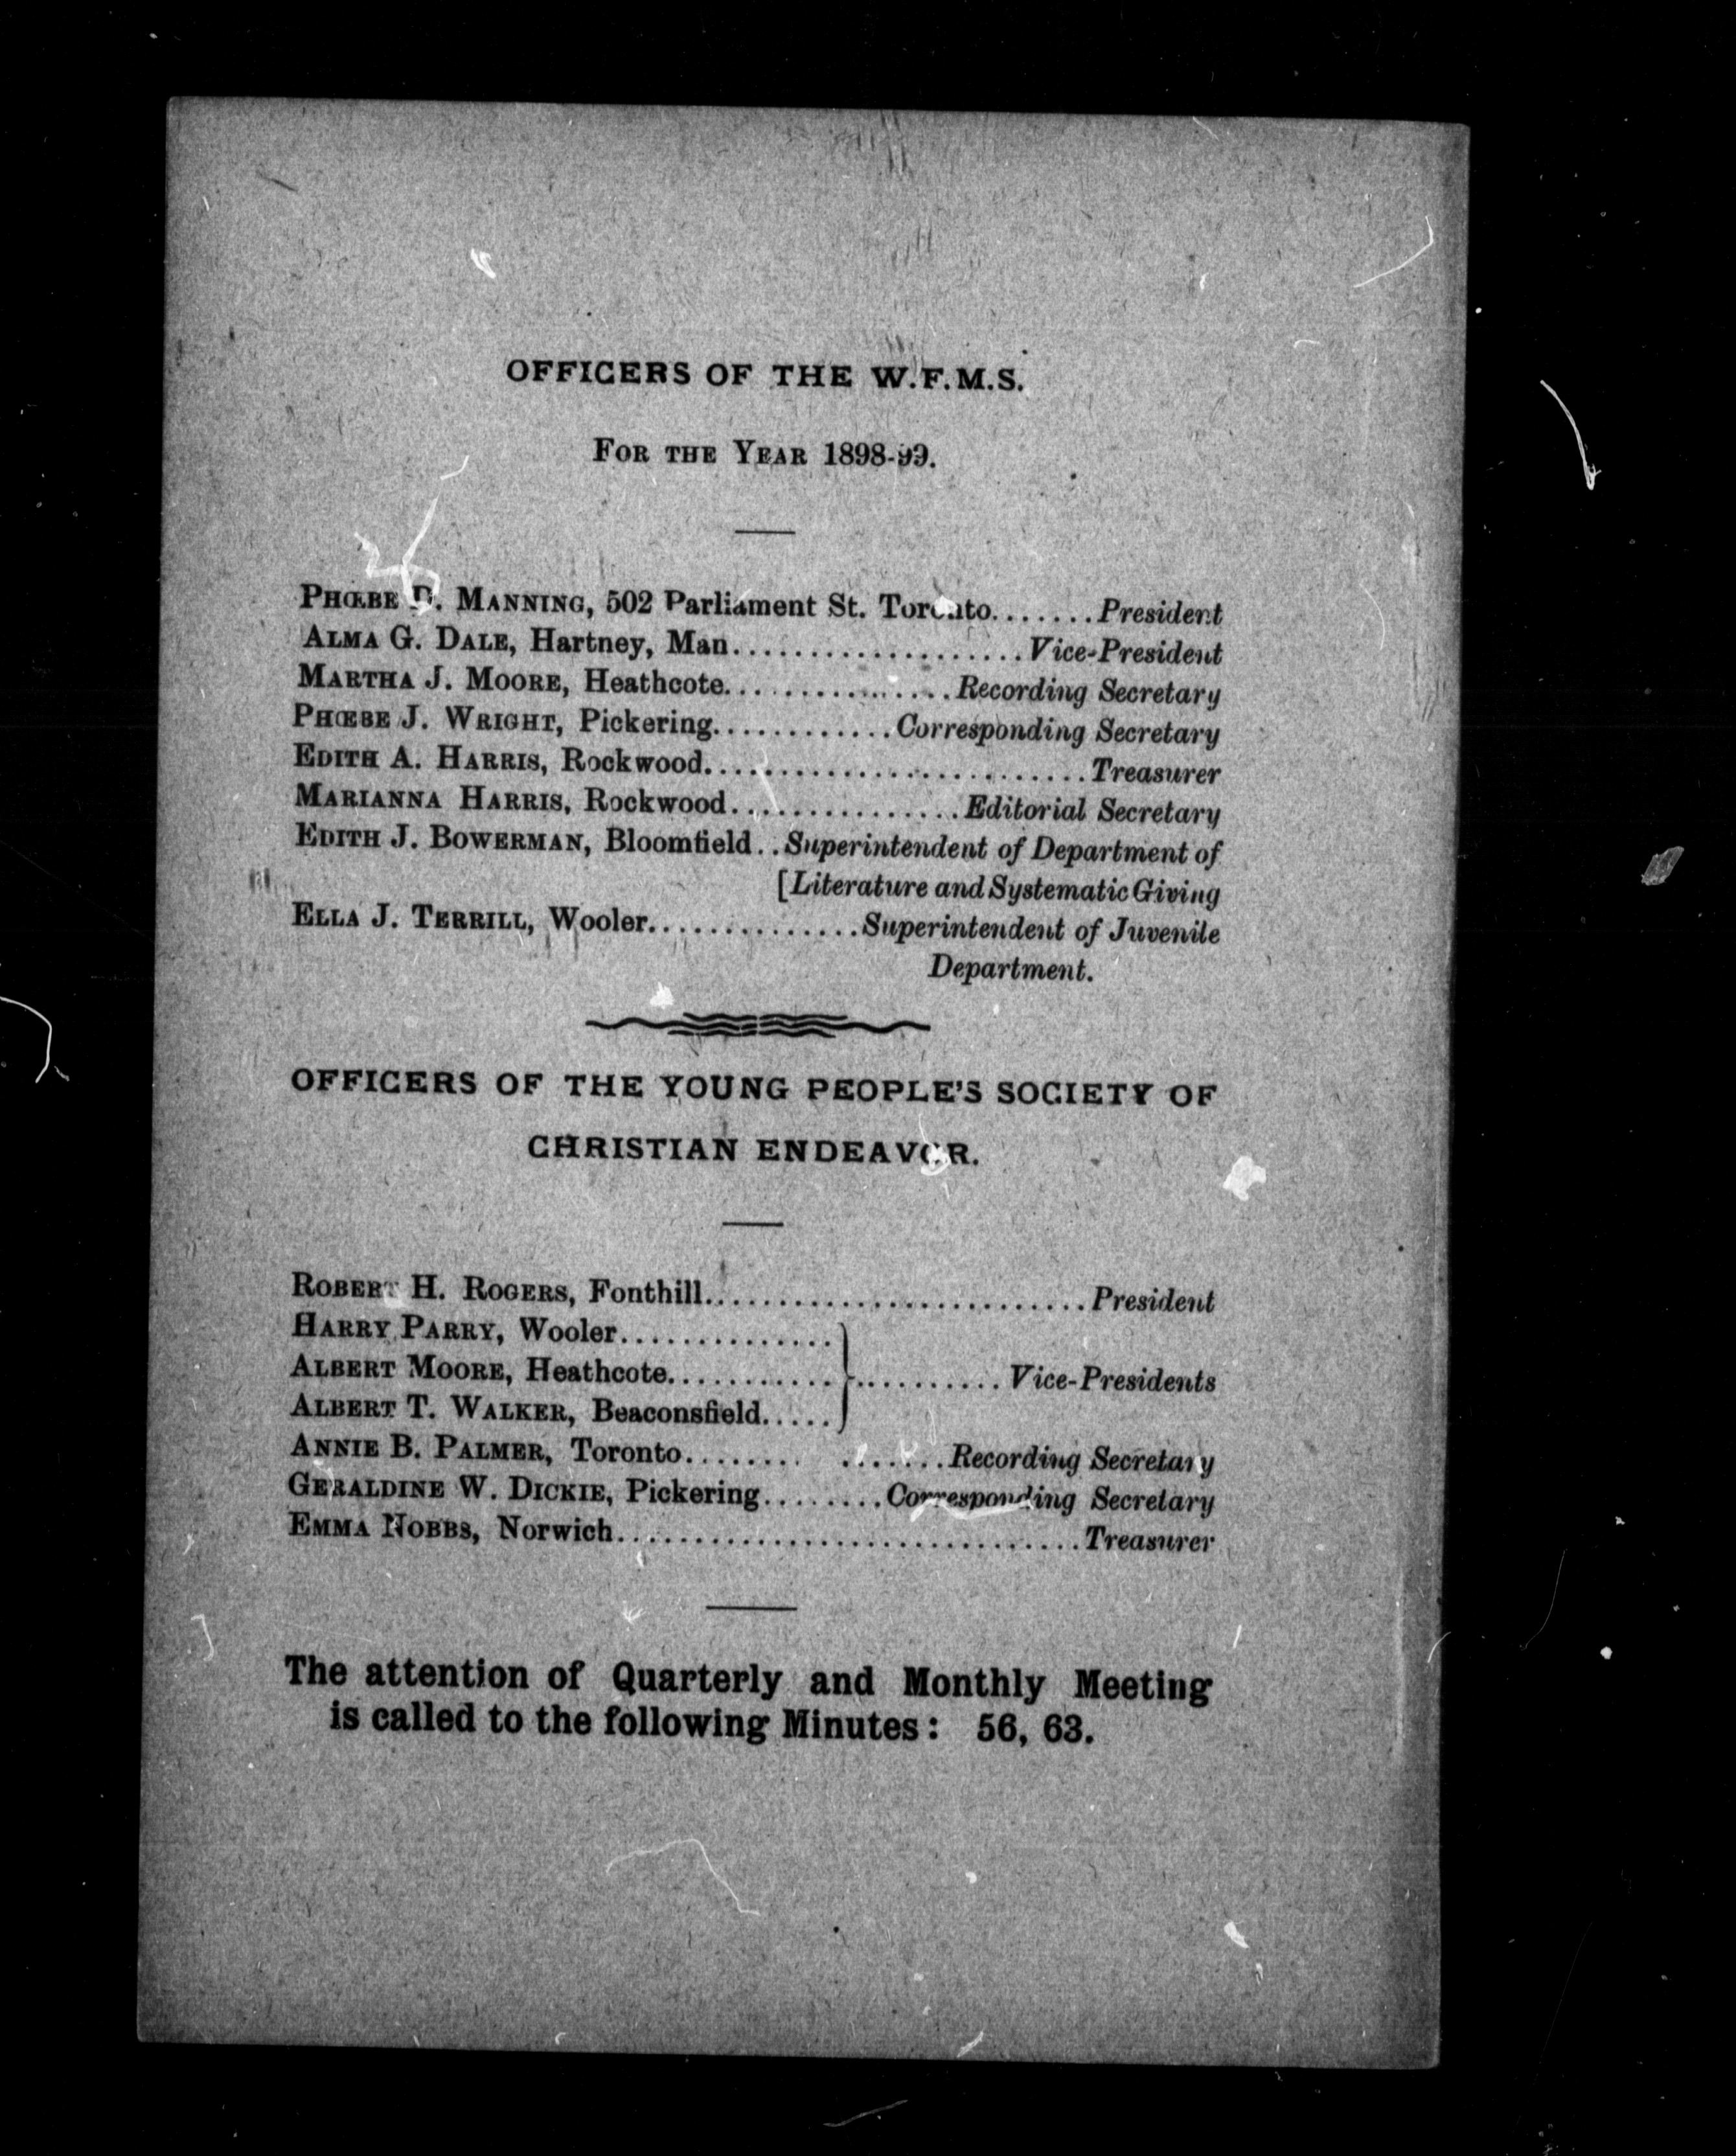 OFFICERS OF THE W.F.M.S.
FOR THE YEAR 1898-99.
PHŒBE D. MANNING, 502 Parliament St. Toronto.......President
ALMA G. DALE, Hartney, Man...................Vice-President
MARTHA J. MOORE, Heathcote...............Recording Secretary
PHŒBE J. WRIGHT, Pickering............Corresponding Secretary
EDITH A. HARRIS, Rockwood.........................Treasurer
MARIANNA HARRIS, Rockwood...............Editorial Secretary
EDITH J. BOWERMAN, Bloomfield..Superintendent of Department of
[Literature and Systematic Giving
ELLA J. TERRILL, Wooler..............Superintendent of Juvenile
Department.
OFFICERS OF THE YOUNG PEOPLE'S SOCIETY OF
CHRISTIAN ENDEAVOR.
ROBERT H. ROGERS, Fonthill.........................President
HARRY PARRY, Wooler..............
ALBERT MOORE, Heathcote.....................Vice-Presidents
ALBERT T. WALKER, Beaconsfield.....
ANNIE B. PALMER, Toronto........ .......Recording Secretary
GERALDINE W. DICKIE, Pickering........Corresponding Secretary
EMMA NOBBS, Norwich..............................Treasurer
The attention of Quarterly and Monthly Meeting
is called to the following Minutes: 56, 63.